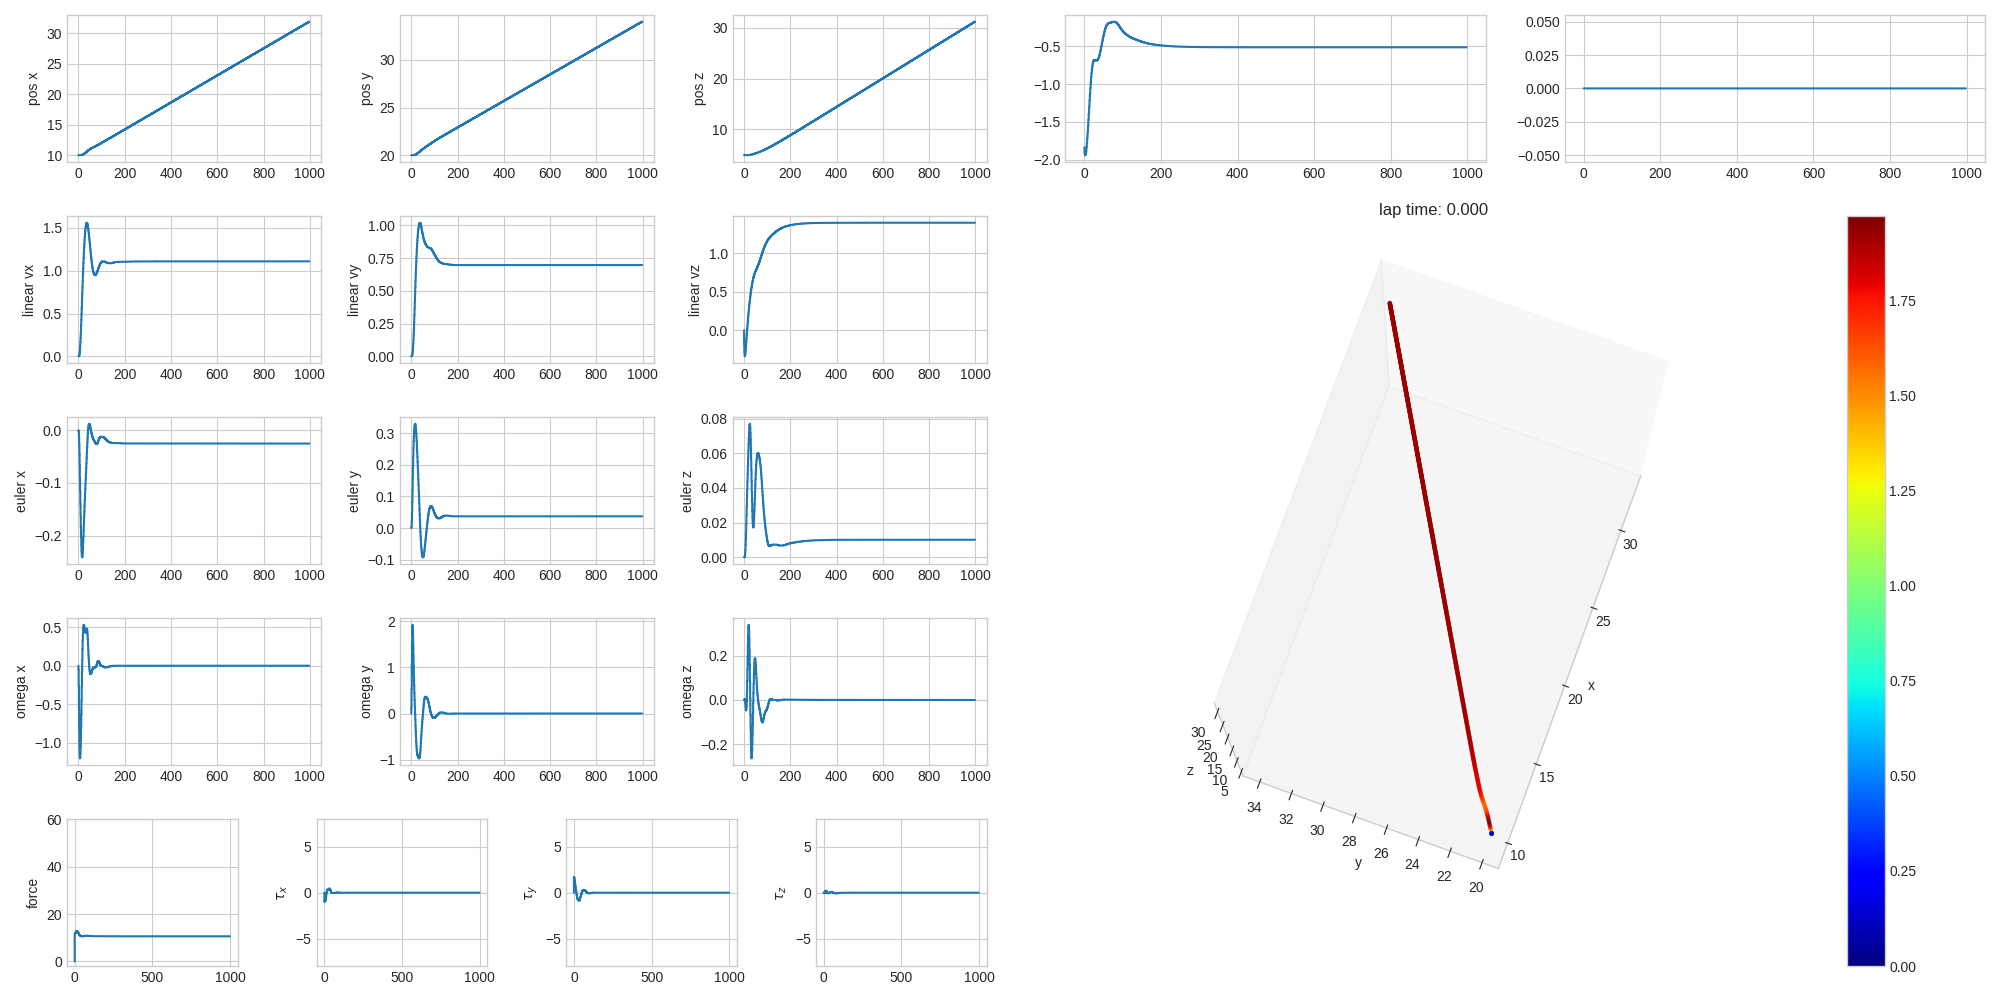 pos x
30
25
20
15
10
0 200 400 600 800 1000
pos y
30
25
20
0 200 400 600 800 1000
pos z
30
20
10
0 200 400 600 800 1000
−0.5
−1.0
−1.5
−2.0
0 200 400 600 800 1000
0.050
0.025
0.000
−0.025
−0.050
0 200 400 600 800 1000
linear vx
1.5
1.0
0.5
0.0
0 200 400 600 800 1000
linear vy
1.00
0.75
0.50
0.25
0.00
0 200 400 600 800 1000
linear vz
1.0
0.5
0.0
0 200 400 600 800 1000
euler x
0.0
−0.1
−0.2
0 200 400 600 800 1000
euler y
0.3
0.2
0.1
0.0
−0.1
0 200 400 600 800 1000
euler z
0.08
0.06
0.04
0.02
0.00
0 200 400 600 800 1000
omega x
0.5
0.0
−0.5
−1.0
0 200 400 600 800 1000
omega y
2
1
0
−1
0 200 400 600 800 1000
omega z
0.2
0.0
−0.2
0 200 400 600 800 1000
force
60
40
20
0
0 500 1000
τx
5
0
−5
0 500 1000
τy
5
0
−5
0 500 1000
τz
5
0
−5
0 500 1000
lap time: 0.000
x
30
25
20
15
10
y
34
32
30
28
26
24
22
20
z
30
25
20
15
10
5
1.75
1.50
1.25
1.00
0.75
0.50
0.25
0.00